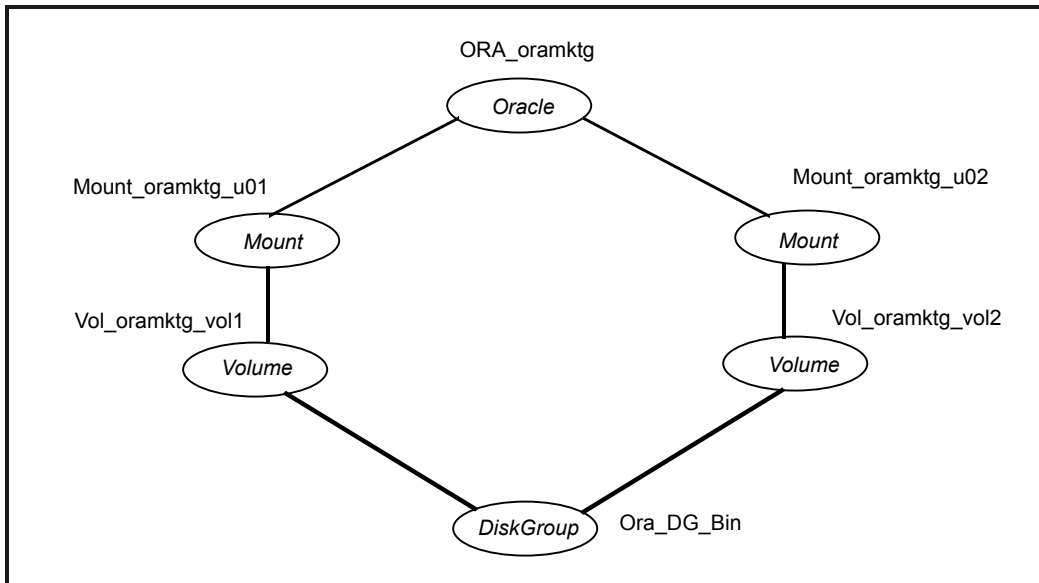 ORA_oramktg
Oracle
Mount_oramktg_u01
Mount_oramktg_u02
Mount
Mount
Vol_oramktg_vol1
Vol_oramktg_vol2
Volume
Volume
DiskGroup
Ora_DG_Bin